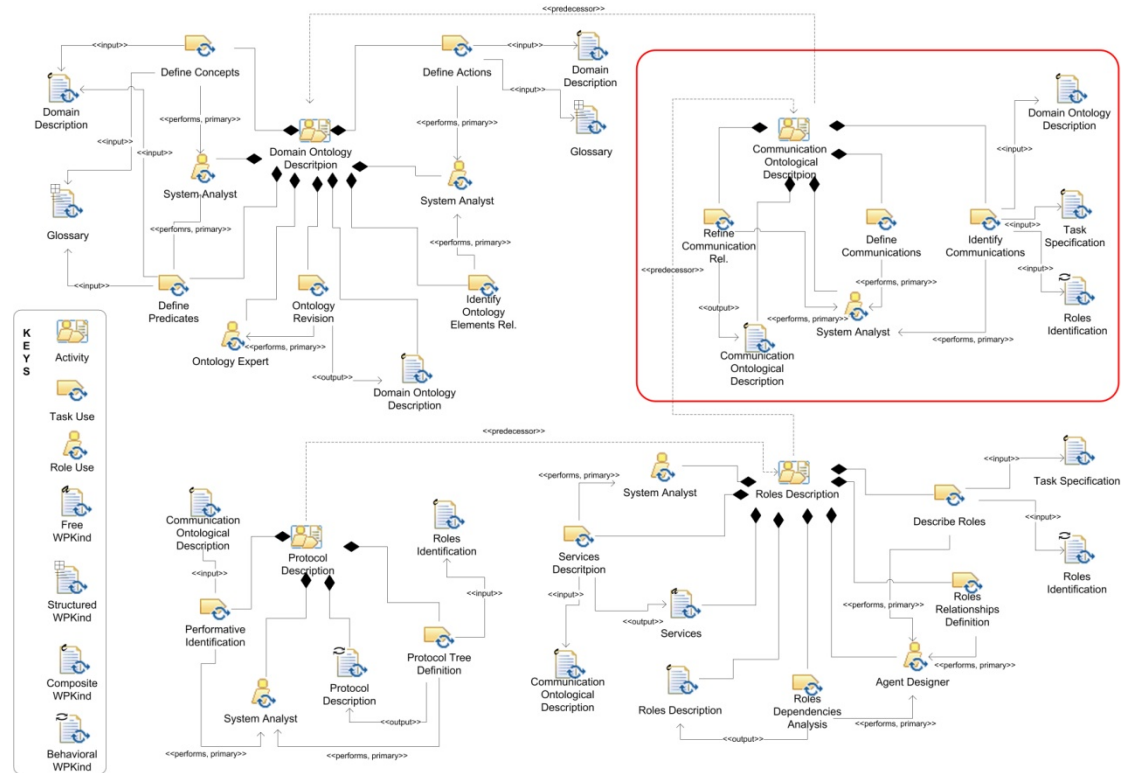 <<predecessor>>
<<input>>
Define Concepts
Domain
Description
<<input>>
<<input>>
<<performs, primary>>
System Analyst
Glossary
<<perfomrs, primary>>
<<input>>
Define
Predicates
Domain Ontology
Descritpion
Define Actions
<<input>>
Domain
Description
<<input>>
Glossary
<<performs, primary>>
System Analyst
<<performs, primary>>
Identify
Ontology
Elements Rel.
Ontology
Revision
Ontology Expert
<<performs, primary>>
<<output>>
Domain Ontology
Description
<<predecessor>>
Communication
Ontological
Descritpion
<<input>>
Domain Ontology
Description
Refine
Communication
Rel.
Define
Communications
Identify
Communications
<<input>>
Task
Specification
<<input>>
Roles
Identification
<<output>>
<<performs, primary>>
System Analyst
<<performs, primary>>
Communication
Ontological
Description
K
E
Y
S
Activity
Task Use
Role Use
Free
WPKind
Structured
WPKind
Composite
WPKind
Behavioral
WPKind
<<predecessor>>
Communication
Ontological
Description
<<input>>
Performative
Identification
Protocol
Description
Roles
Identification
<<input>>
Protocol Tree
Definition
System Analyst
Protocol
Description
<<output>>
<<performs, primary>>
<<performs, primary>>
<<performs, primary>>
System Analyst
Roles Description
Services
Descritpion
<<input>>
<<output>>
Services
Communication
Ontological
Description
Roles Description
<<output>>
Roles
Dependencies
Analysis
<<performs, primary>>
Describe Roles
<<input>>
Task Specification
<<input>>
Roles
Identification
Roles
Relationships
Definition
<<performs, primary>>
<<performs, primary>>
Agent Designer